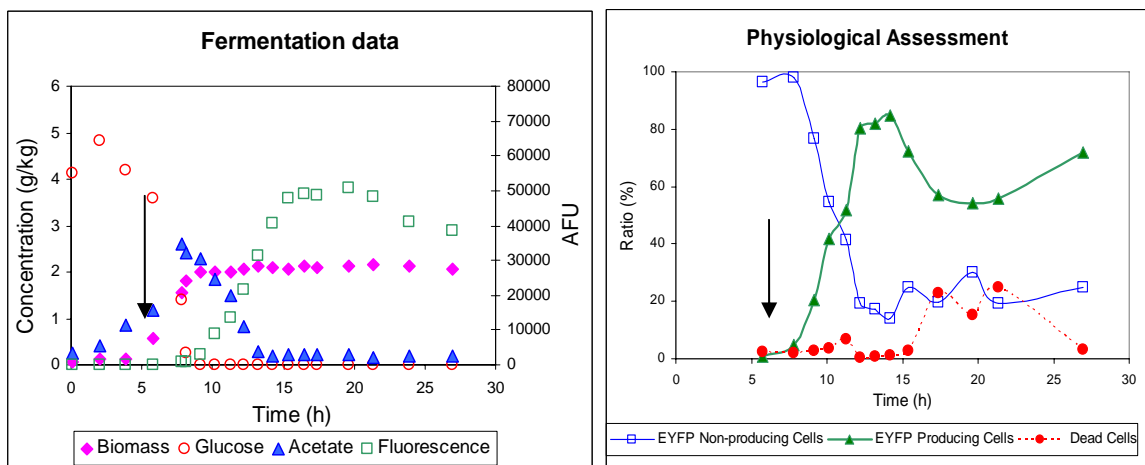 Fermentation data
6
5
4
3
2
1
0
Concentration (g/kg)
80000
70000
60000
50000
40000
30000
20000
10000
0
AFU
0 5 10 15 20 25 30
Time (h)
Biomass Glucose Acetate Fluorescence
Physiological Assessment
100
80
60
40
20
0
Ratio (%)
0 5 10 15 20 25 30
Time (h)
EYFP Non-producing Cells EYFP Producing Cells Dead Cells